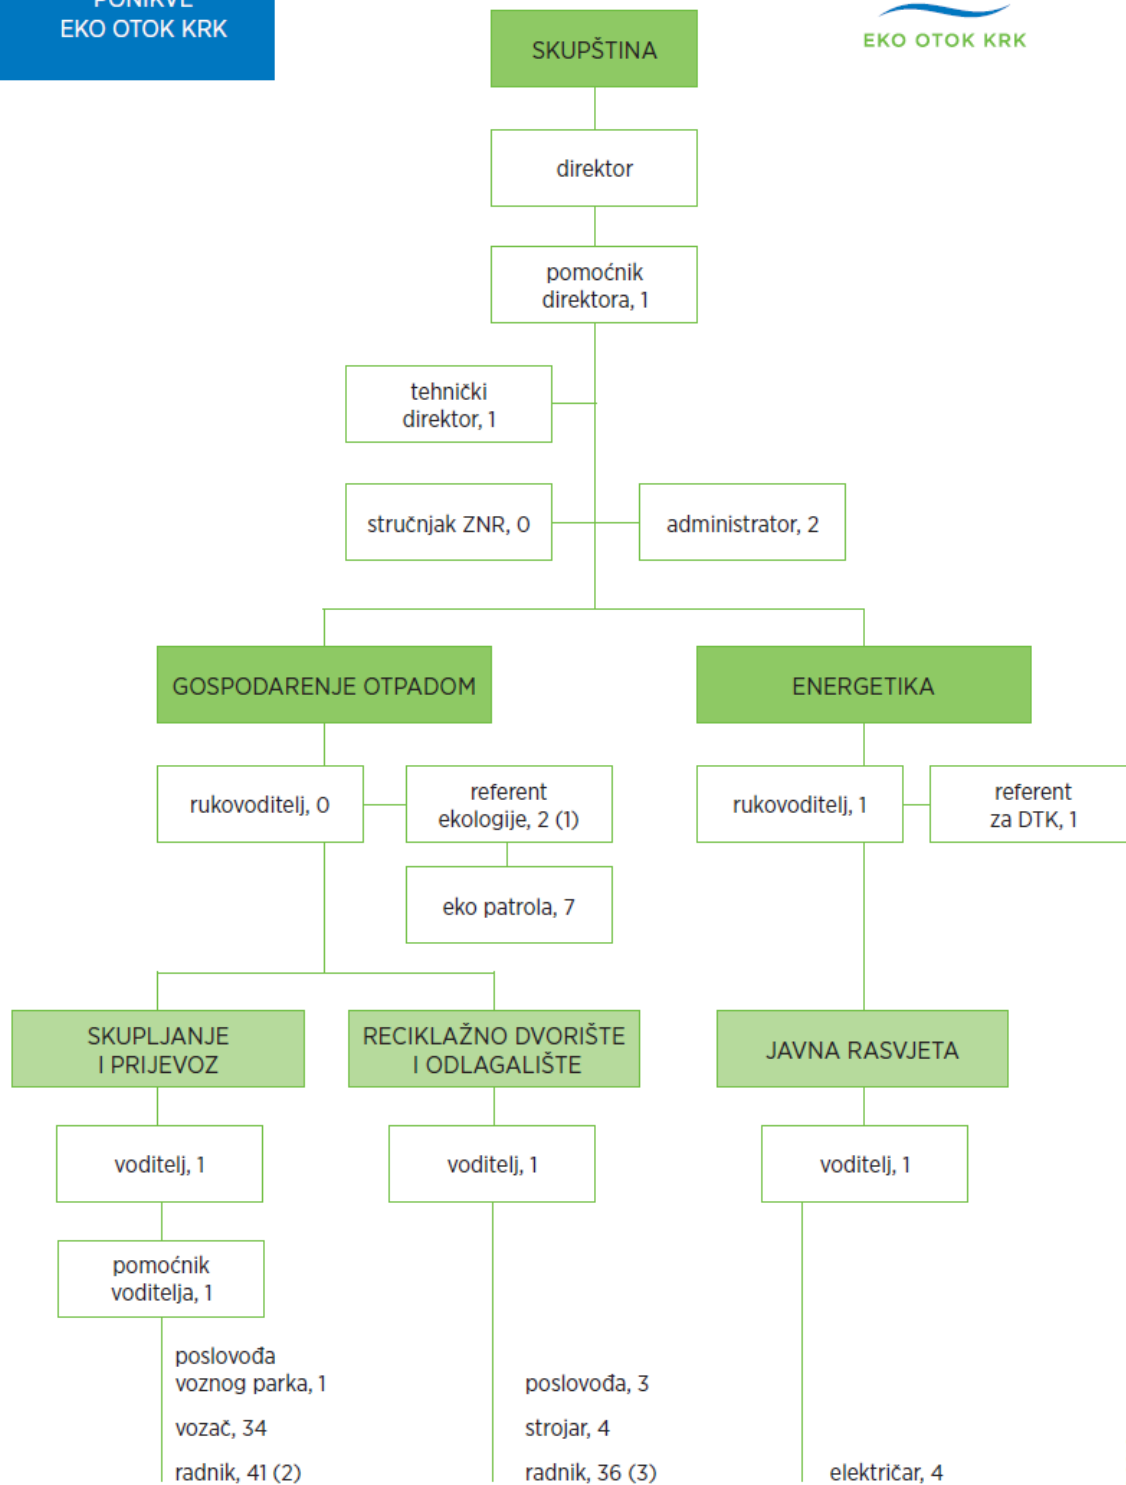 PONIKVE
EKO OTOK KRK
EKO OTOK KRK
SKUPŠTINA
direktor
pomoćnik
direktora, 1
tehnički
direktor, 1
stručnjak ZNR, 0
administrator, 2
GOSPODARENJE OTPADOM
ENERGETIKA
rukovoditelj, 0
referent
ekologije, 2 (1)
rukovoditelj, 1
referent
za DTK, 1
eko patrola, 7
SKUPLJANJE
I PRIJEVOZ
RECIKLAŽNO DVORIŠTE
I ODLAGALIŠTE
JAVNA RASVJETA
voditelj, 1
voditelj, 1
voditelj, 1
pomoćnik
voditelja, 1
poslovođa
voznog parka, 1
vozač, 34
radnik, 41 (2)
poslovođa, 3
strojar, 4
radnik, 36 (3)
električar, 4